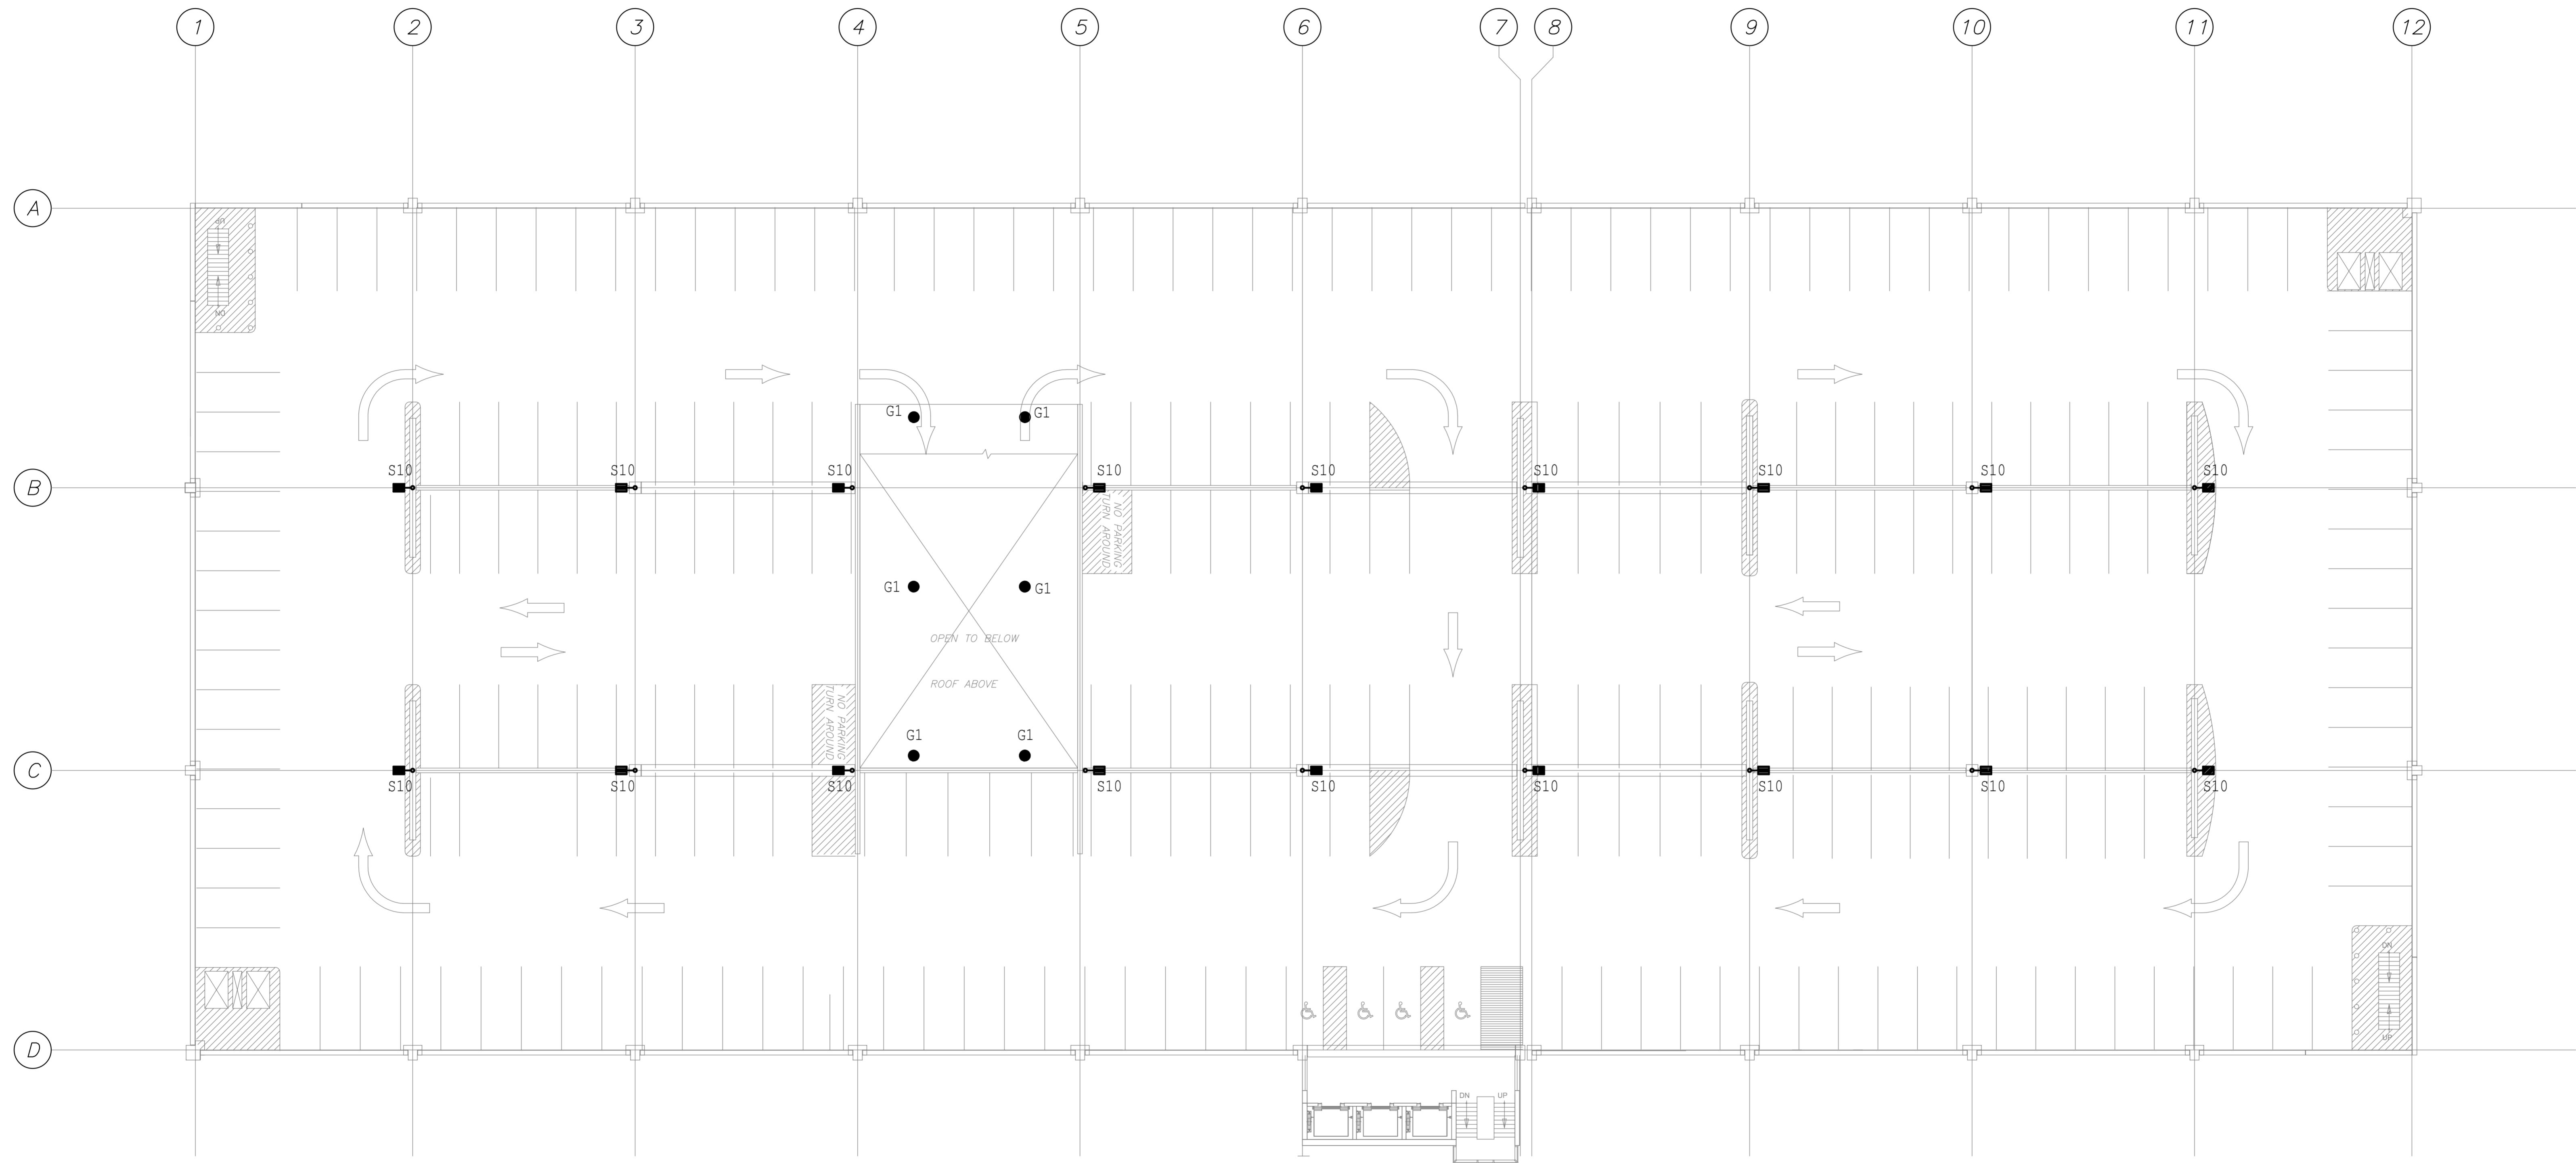 1 2 3 4 5 6 7 8 9 10 11 12
A
UP
DN
G1 G1
S10 S10 S10 S10 S10 S10 S10 S10 S10
B
NO PARKING
TURN AROUND
G1 G1
OPEN TO BELOW
ROOF ABOVE
NO PARKING
TURN AROUND
G1 G1
C
S10 S10 S10 S10 S10 S10 S10 S10 S10
DN
UP
D
DN UP